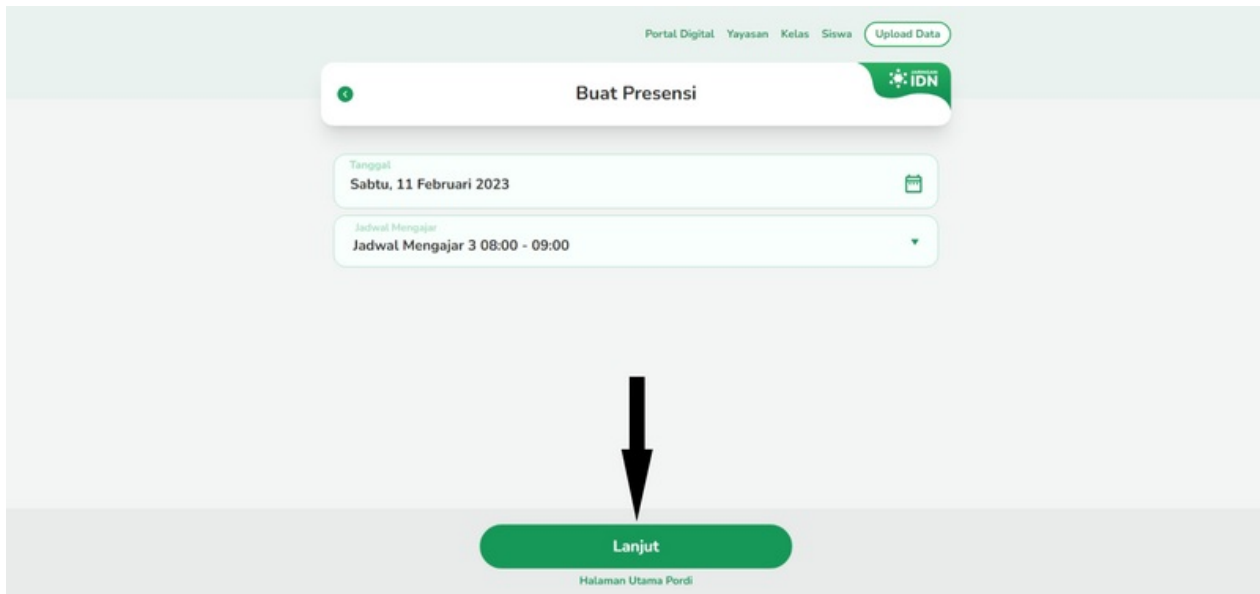 Portal Digital Yayasan Kelas Siswa Upload Data
Buat Presensi
JARINGAN
IDN
Tanggal
Sabtu, 11 Februari 2023
Jadwal Mengajar
Jadwal Mengajar 3 08:00 - 09:00
Lanjut
Halaman Utama Pordi